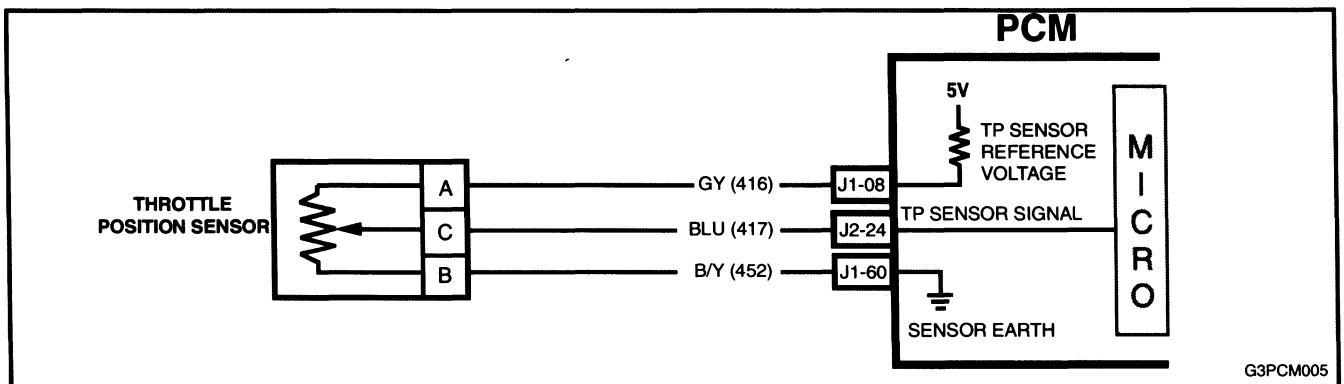 PCM
5V
TP SENSOR
REFERENCE
VOLTAGE
THROTTLE
POSITION SENSOR
A
GY (416)
J1-08
C
BLU (417)
J2-24
TP SENSOR SIGNAL
B
B/Y (452)
J1-60
SENSOR EARTH
MICRO
G3PCM005